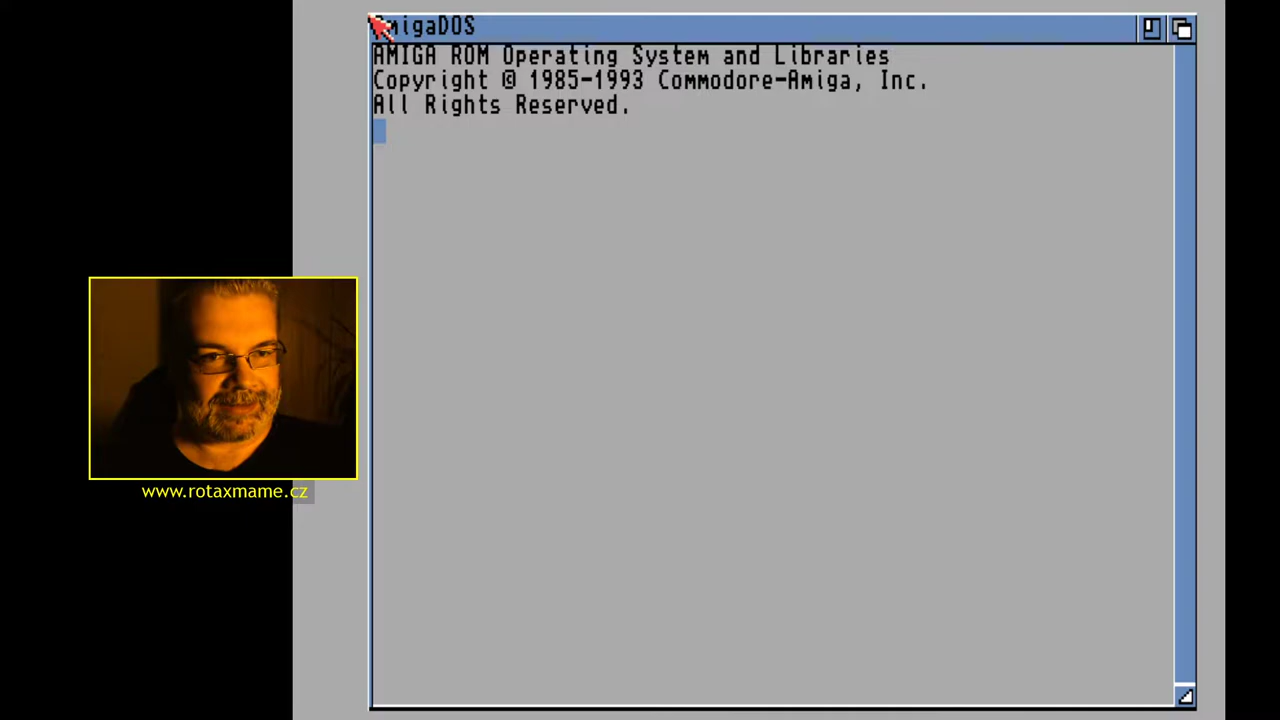 AmigaDOS
AMIGA ROM Operating System and Libraries
Copyright © 1985-1993 Commodore-Amiga, Inc.
All Rights Reserved.
www.rotaxmame.cz